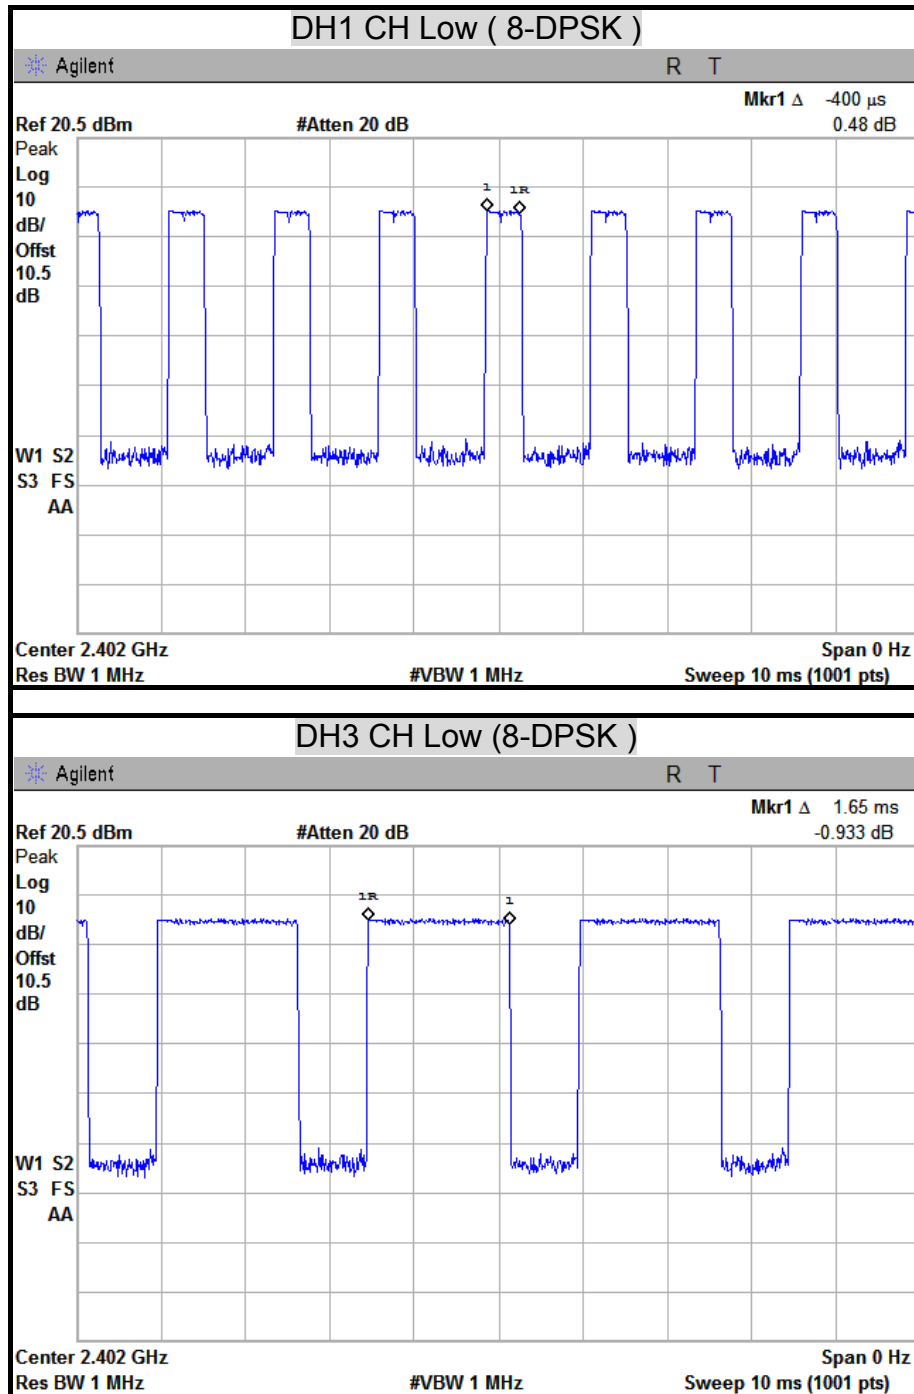 DH1 CH Low ( 8-DPSK )
Agilent R T
Mkr1 Δ -400 μs
Ref 20.5 dBm #Atten 20 dB 0.48 dB
Peak
Log
10
dB/
Offst
10.5
dB
1 1R
W1 S2
S3 FS
AA
Center 2.402 GHz Span 0 Hz
Res BW 1 MHz #VBW 1 MHz Sweep 10 ms (1001 pts)
DH3 CH Low (8-DPSK )
Agilent R T
Mkr1 Δ 1.65 ms
Ref 20.5 dBm #Atten 20 dB -0.933 dB
Peak
Log
10
dB/
Offst
10.5
dB
1R 1
W1 S2
S3 FS
AA
Center 2.402 GHz Span 0 Hz
Res BW 1 MHz #VBW 1 MHz Sweep 10 ms (1001 pts)